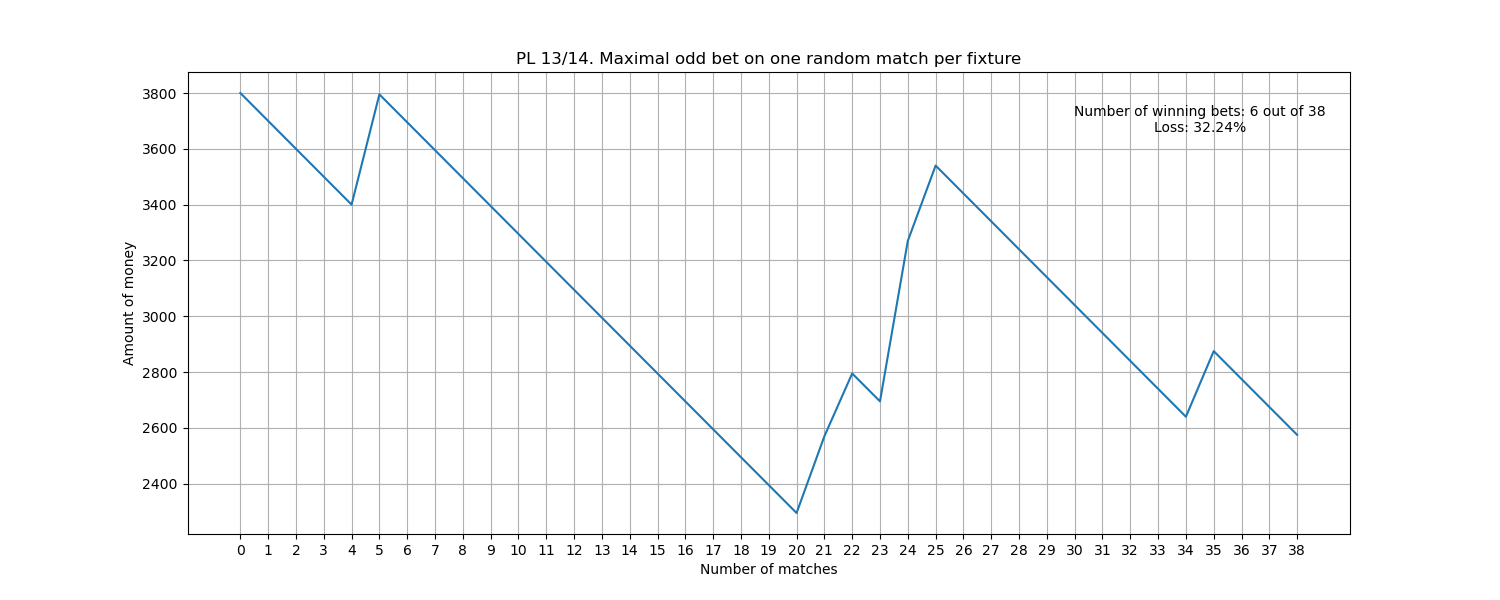 PL 13/14. Maximal odd bet on one random match per fixture
Number of winning bets: 6 out of 38
Loss: 32.24%
Amount of money
3800
3600
3400
3200
3000
2800
2600
2400
0 1 2 3 4 5 6 7 8 9 10 11 12 13 14 15 16 17 18 19 20 21 22 23 24 25 26 27 28 29 30 31 32 33 34 35 36 37 38
Number of matches